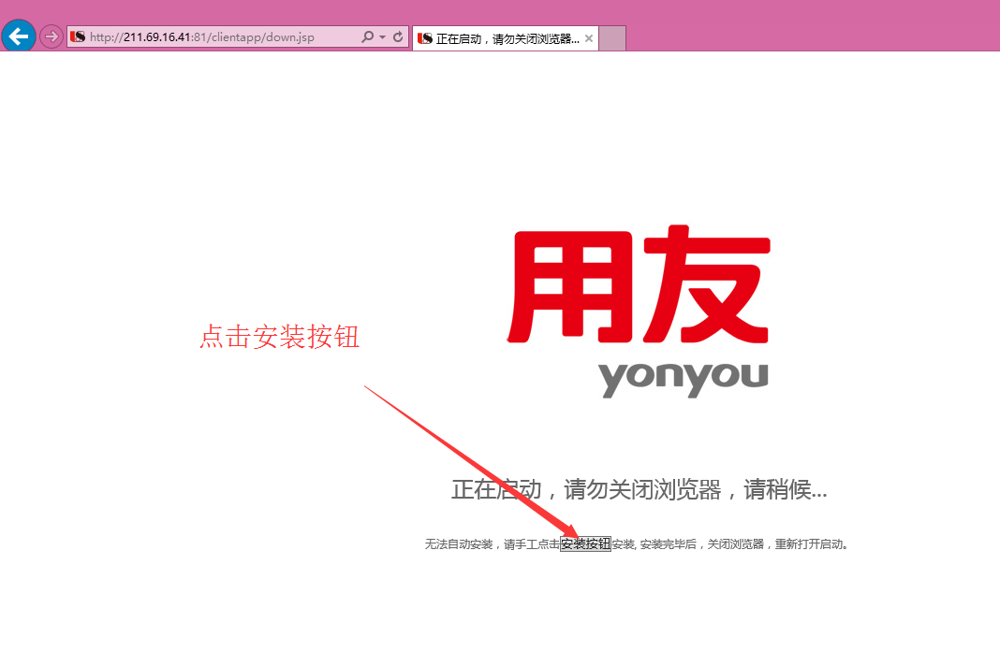 http://211.69.16.41:81/clientapp/down.jsp
正在启动，请勿关闭浏览器...
用友
yonyou
点击安装按钮
正在启动，请勿关闭浏览器，请稍候...
无法自动安装，请手工点击安装按钮安装, 安装完毕后，关闭浏览器，重新打开启动。